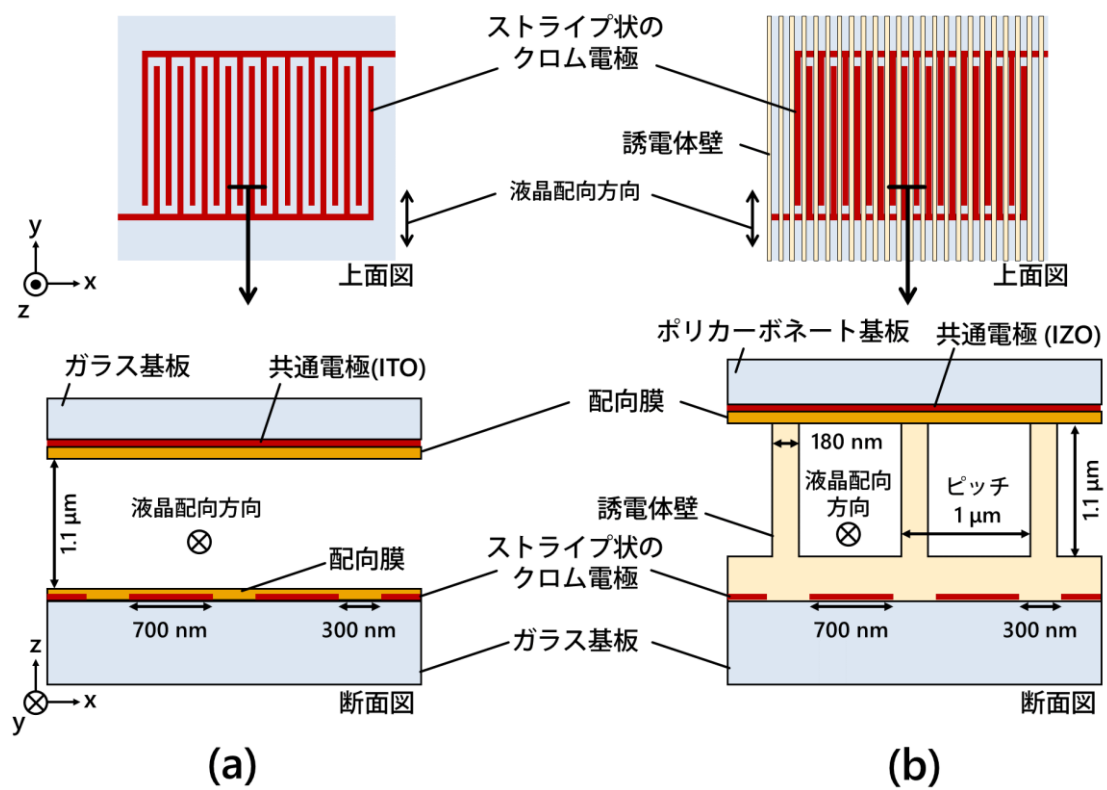 ストライプ状の
クロム電極
誘電体壁
液晶配向方向
y
x
z
上面図
上面図
ガラス基板
共通電極(ITO)
配向膜
1.1 μm
液晶配向方向
配向膜
ストライプ状の
クロム電極
700 nm
300 nm
ガラス基板
z
x
y
断面図
ポリカーボネート基板
共通電極 (IZO)
180 nm
液晶配向
方向
ピッチ
1 μm
1.1 μm
誘電体壁
700 nm
300 nm
断面図
(a)
(b)